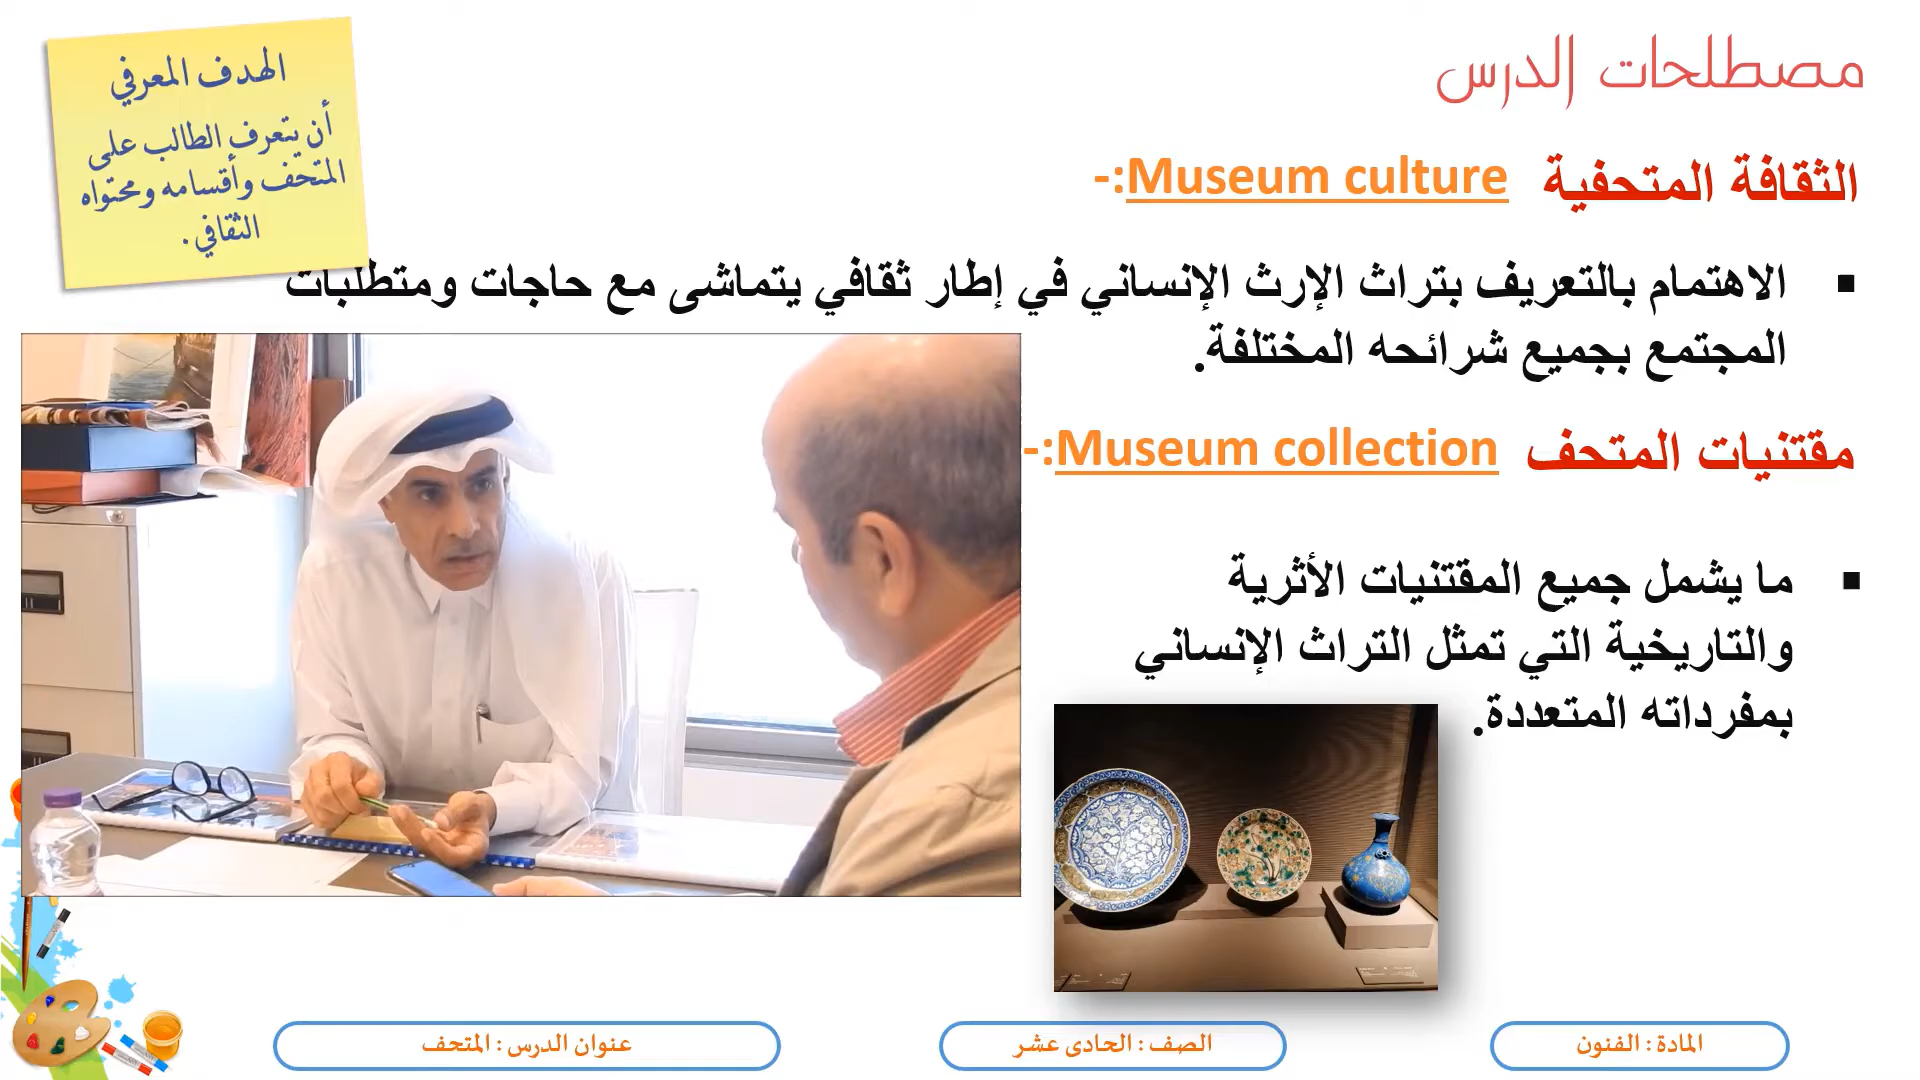 مصطلحات الدرس
الهدف المعرفي
أن يتعرف الطالب على
المتحف وأقسامه ومحتواه
الثقافي .
الثقافة المتحفية Museum culture:-
▪ الاهتمام بالتعريف بتراث الإرث الإنساني في إطار ثقافي يتماشى مع حاجات ومتطلبات
المجتمع بجميع شرائحه المختلفة.
مقتنيات المتحف Museum collection:-
▪ ما يشمل جميع المقتنيات الأثرية
والتاريخية التي تمثل التراث الإنساني
بمفرداته المتعددة.
المادة : الفنون
الصف : الحادى عشر
عنوان الدرس : المتحف